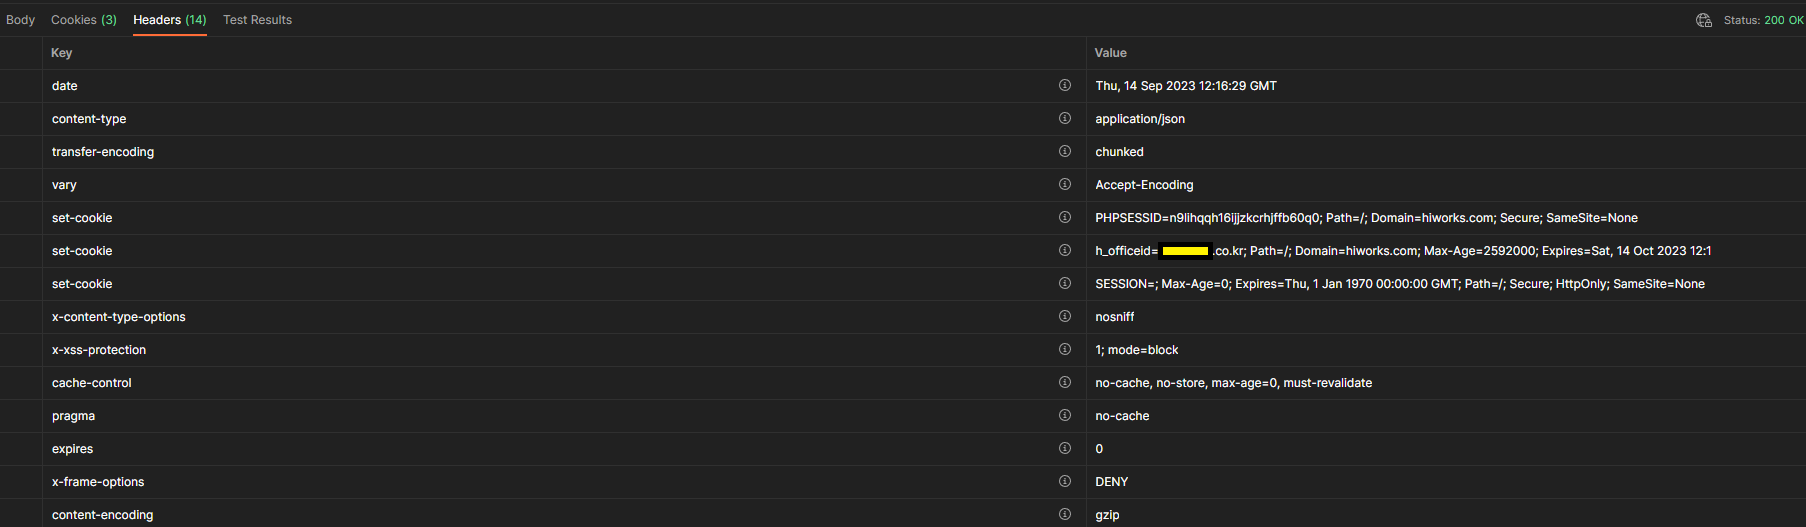 Body Cookies (3) Headers (14) Test Results Status: 200 OK
Key Value
date Thu, 14 Sep 2023 12:16:29 GMT
content-type application/json
transfer-encoding chunked
vary Accept-Encoding
set-cookie PHPSESSID=n9lihqqh16ijjzkcrhjffb60q0; Path=/; Domain=hiworks.com; Secure; SameSite=None
set-cookie h_officeid= .co.kr; Path=/; Domain=hiworks.com; Max-Age=2592000; Expires=Sat, 14 Oct 2023 12:1
set-cookie SESSION=; Max-Age=0; Expires=Thu, 1 Jan 1970 00:00:00 GMT; Path=/; Secure; HttpOnly; SameSite=None
x-content-type-options nosniff
x-xss-protection 1; mode=block
cache-control no-cache, no-store, max-age=0, must-revalidate
pragma no-cache
expires 0
x-frame-options DENY
content-encoding gzip